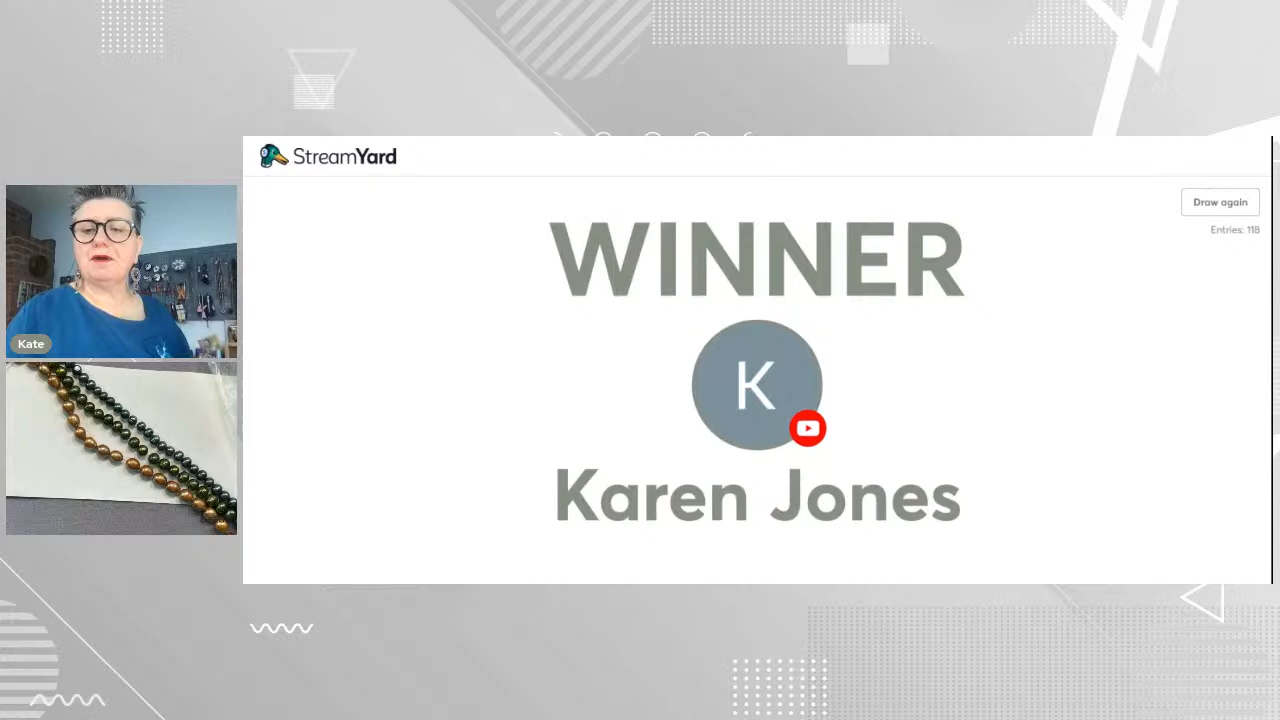 StreamYard
Draw again
Entries: 118
WINNER
K
Karen Jones
Kate